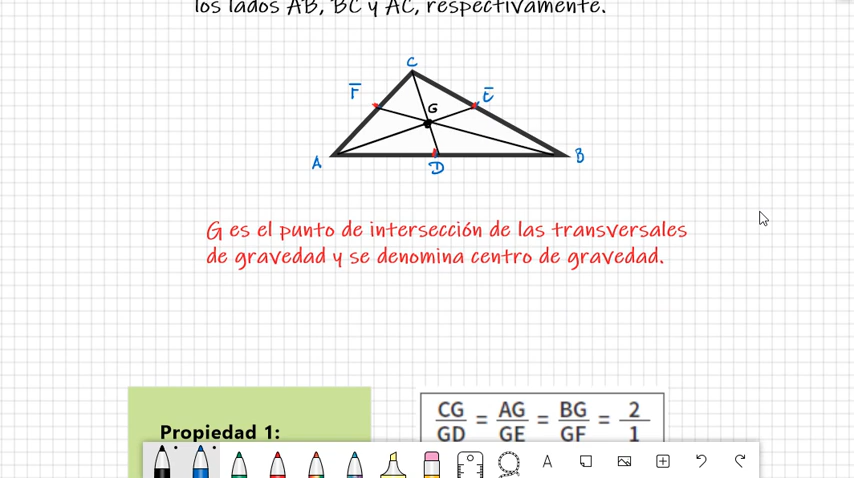 los lados AB, BC y AC, respectivamente.
C
F̅
E̅
G
A
B
D
G es el punto de intersección de las transversales
de gravedad y se denomina centro de gravedad.
Propiedad 1:
CG/GD = AG/GE = BG/GF = 2/1
A